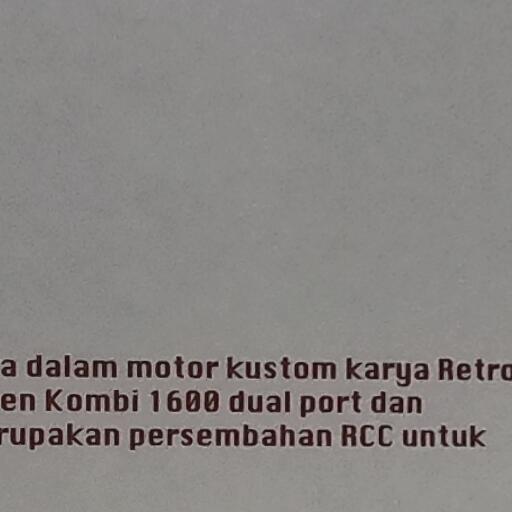 a dalam motor kustom karya Retro
en Kombi 1600 dual port dan
rupakan persembahan RCC untuk